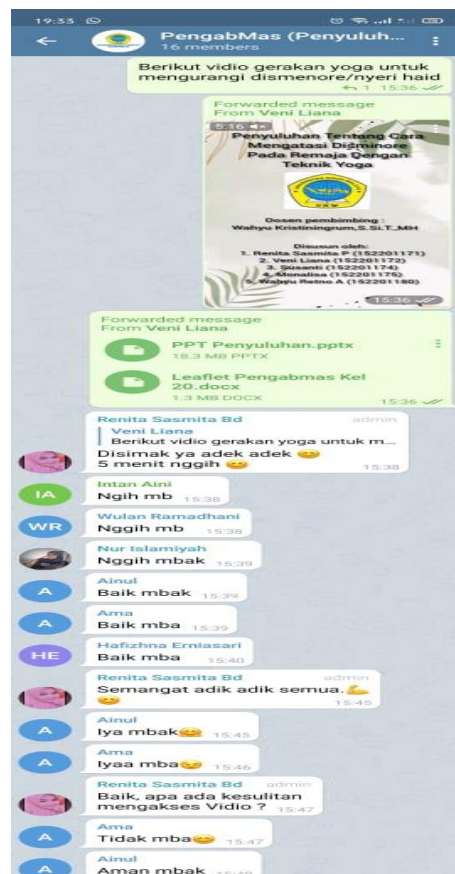 19:33
PengabMas (Penyuluh...
16 members
Berikut vidio gerakan yoga untuk
mengurangi dismenore/nyeri haid
1 15:36
Forwarded message
From Veni Liana
5:16
Penyuluhan Tentang Cara
Mengatasi Disminore
Pada Remaja Dengan
Teknik Yoga
Dosen pembimbing :
Wahyu Kristiningrum,S.Si.T.,MH
Disusun oleh:
1. Renita Sasmita P (152201171)
2. Veni Liana (152201172)
3. Susanti (152201174)
4. Monalisa (152201175)
5. Wahyu Retno A (152201180)
15:36
Forwarded message
From Veni Liana
PPT Penyuluhan.pptx
18.3 MB PPTX
Leaflet Pengabmas Kel
20.docx
1.3 MB DOCX
15:36
Renita Sasmita Bd admin
Veni Liana
Berikut vidio gerakan yoga untuk m...
Disimak ya adek adek 😊
5 menit nggih 😊
15:38
IA
Intan Aini
Ngih mb 15:38
WR
Wulan Ramadhani
Nggih mb 15:38
Nur Islamiyah
Nggih mbak 15:39
A
Ainul
Baik mbak 15:39
A
Ama
Baik mba 15:39
HE
Hafizhna Erniasari
Baik mba 15:40
Renita Sasmita Bd admin
Semangat adik adik semua.💪
😊 15:45
A
Ainul
Iya mbak😊 15:45
A
Ama
Iyaa mba😊 15:46
Renita Sasmita Bd admin
Baik, apa ada kesulitan
mengakses Vidio ? 15:47
A
Ama
Tidak mba😊 15:47
A
Ainul
Aman mbak